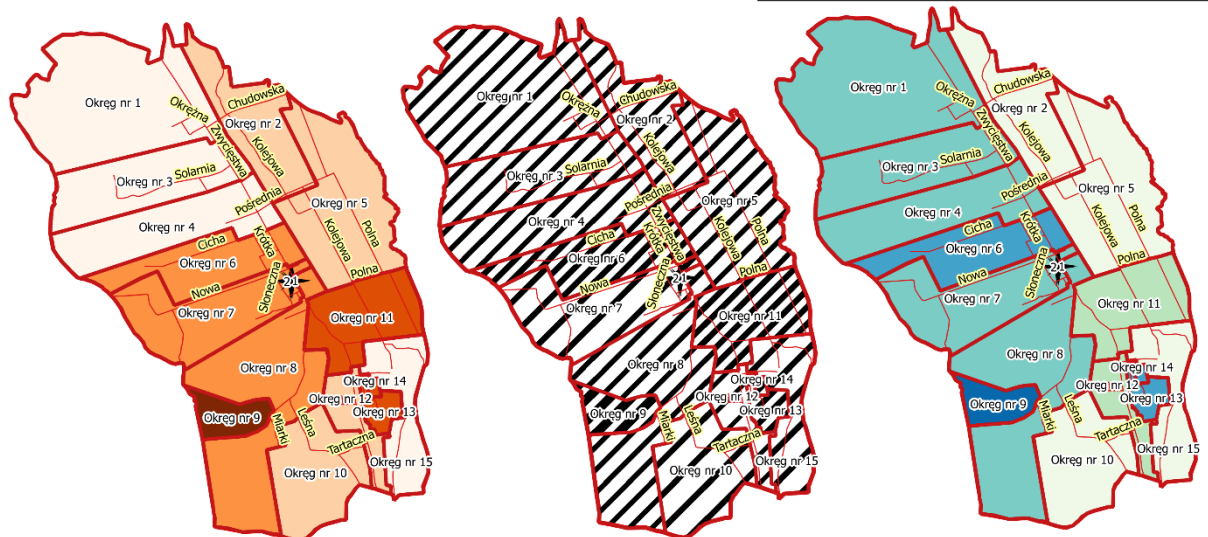 Okręg nr 1
Okrężna
Chudowska
Okręg nr 2
Zwycięstwa
Kolejowa
Okręg nr 3
Solarnia
Pośrednia
Okręg nr 5
Okręg nr 4
Cicha
Krótka
Kolejowa
Polna
Okręg nr 6
Polna
21
Nowa
Słoneczna
Okręg nr 7
Okręg nr 11
Okręg nr 8
Okręg nr 14
Okręg nr 12
Okręg nr 9
Miarki
Leśna
Okręg nr 13
Tartaczna
Okręg nr 10
Okręg nr 15
Okręg nr 1
Okrężna
Chudowska
Okręg nr 2
Kolejowa
Okręg nr 3
Solarnia
Pośrednia
Okręg nr 5
Okręg nr 4
Zwycięstwa
Cicha
Krótka
Kolejowa
Polna
Okręg nr 6
Polna
21
Nowa
Słoneczna
Okręg nr 7
Okręg nr 11
Okręg nr 8
Okręg nr 14
Okręg nr 12
Okręg nr 9
Miarki
Leśna
Okręg nr 13
Tartaczna
Okręg nr 10
Okręg nr 15
Okręg nr 1
Okrężna
Chudowska
Okręg nr 2
Zwycięstwa
Kolejowa
Okręg nr 3
Solarnia
Pośrednia
Okręg nr 5
Okręg nr 4
Cicha
Krótka
Kolejowa
Polna
Okręg nr 6
Polna
21
Nowa
Słoneczna
Okręg nr 7
Okręg nr 11
Okręg nr 8
Okręg nr 14
Okręg nr 12
Okręg nr 9
Miarki
Leśna
Okręg nr 13
Tartaczna
Okręg nr 10
Okręg nr 15